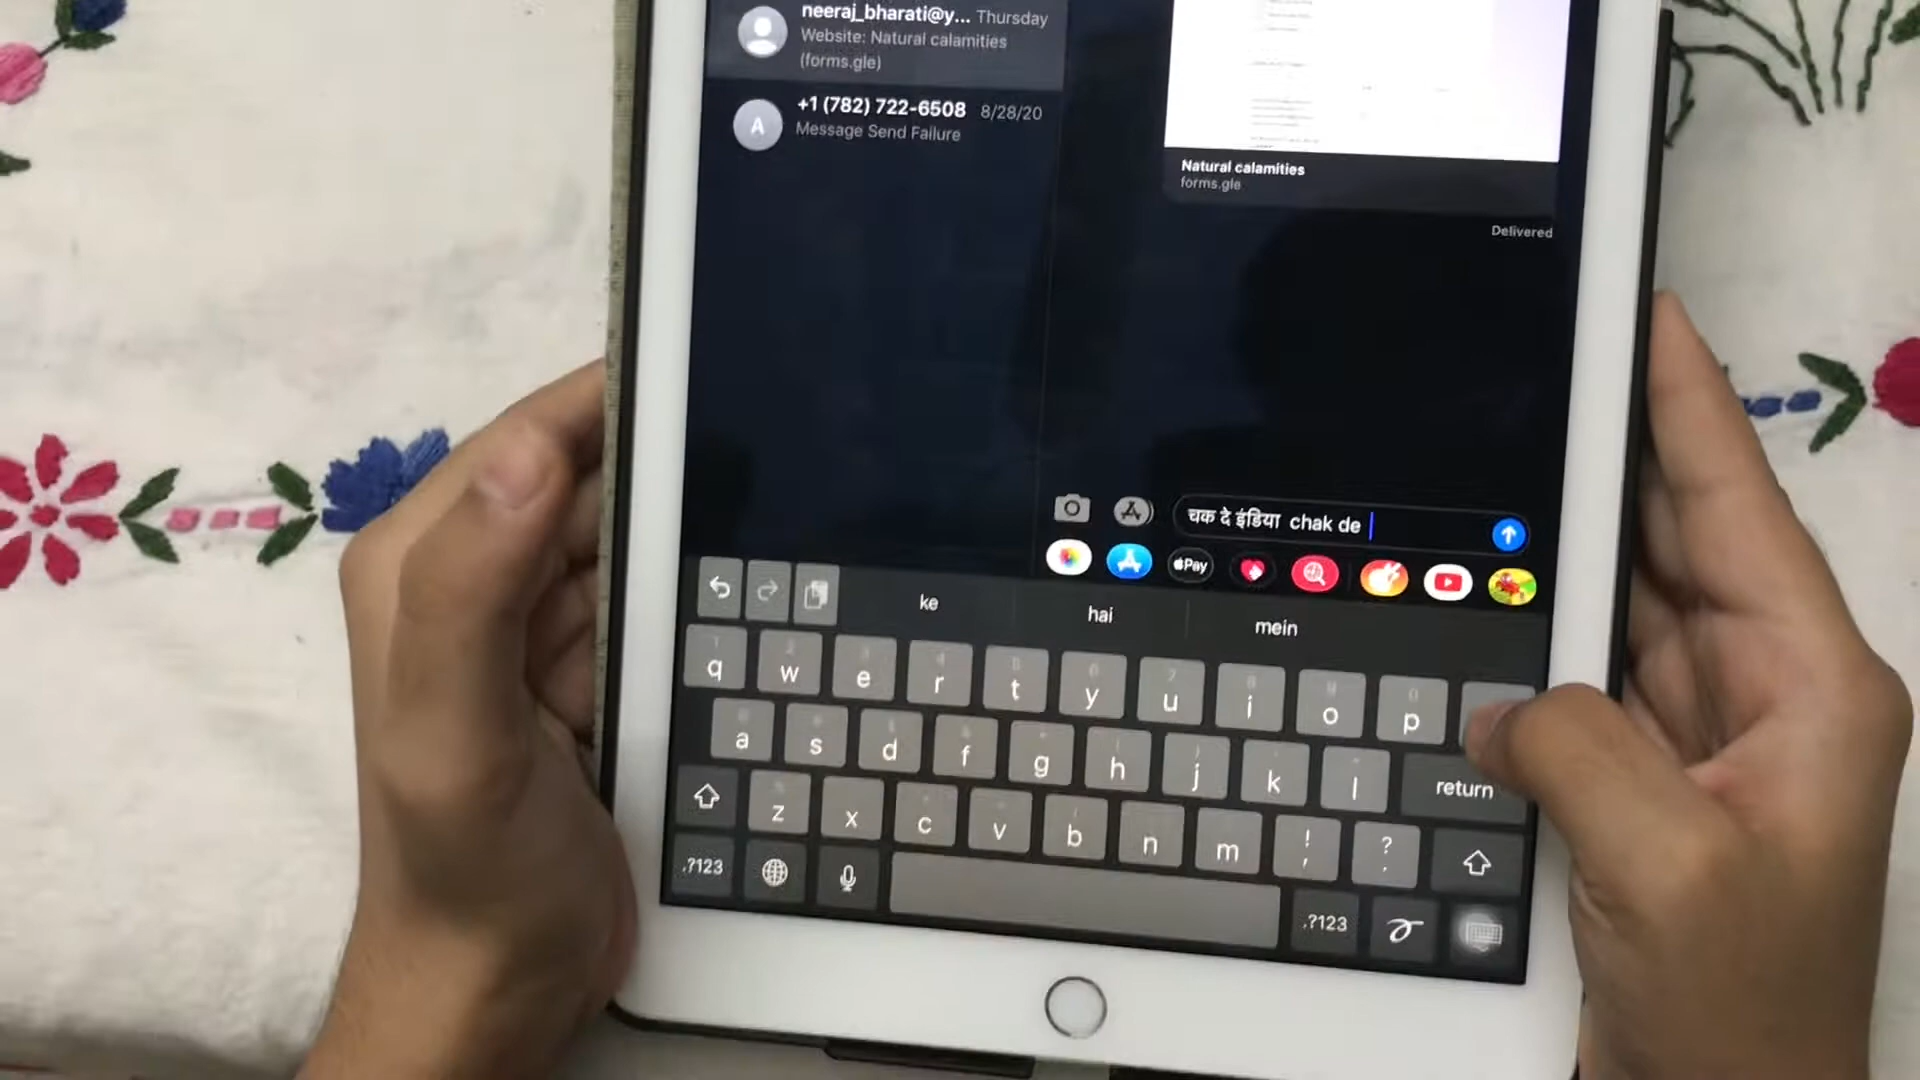 neeraj_bharati@y... Thursday
Website: Natural calamities
(forms.gle)
A
+1 (782) 722-6508 8/28/20
Message Send Failure
Natural calamities
forms.gle
Delivered
चक दे इंडिया chak de
Pay
ke hai mein
q w e r t y u i o p
a s d f g h j k l return
z x c v b n m ! , ? .
.?123 .?123